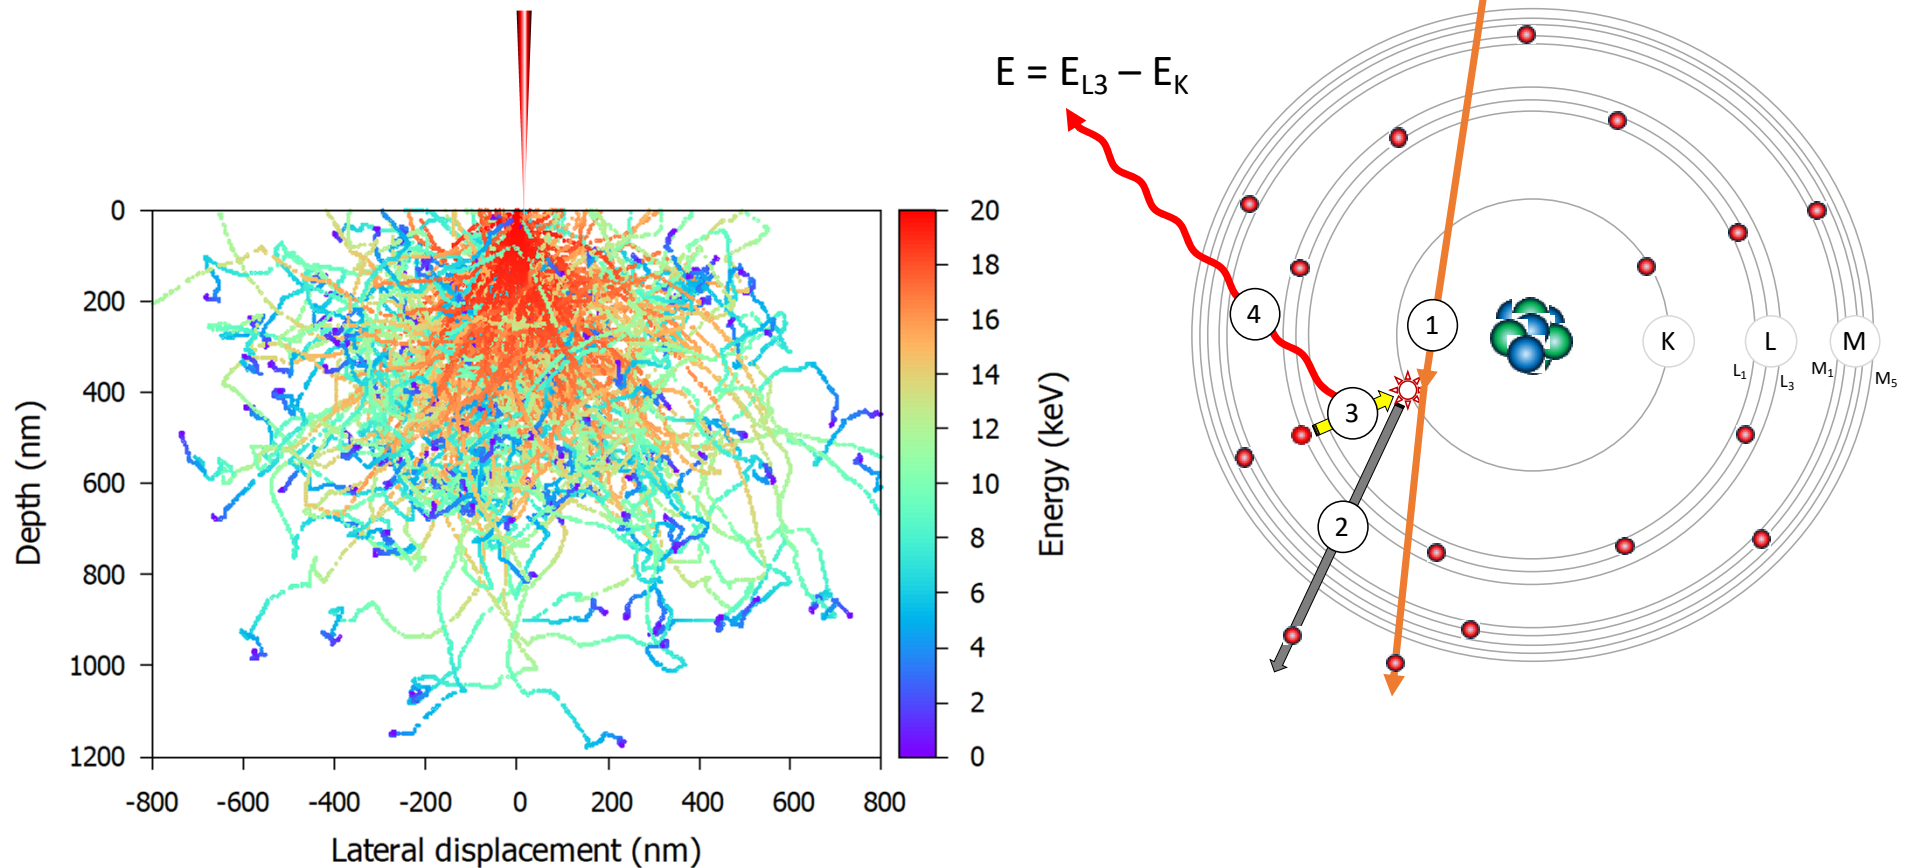 0
200
400
600
800
1000
1200
Depth (nm)
-800 -600 -400 -200 0 200 400 600 800
Lateral displacement (nm)
20
18
16
14
12
10
8
6
4
2
0
Energy (keV)
E = E_L3 – E_K
1
2
3
4
K
L
M
L₁
L₃
M₁
M₅